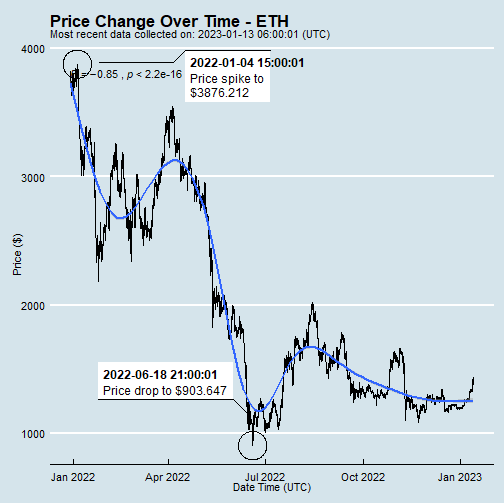 Price Change Over Time - ETH
Most recent data collected on: 2023-01-13 06:00:01 (UTC)
4000
−0.85 , p < 2.2e-16
2022-01-04 15:00:01
Price spike to
$3876.212
3000
Price ($)
2000
2022-06-18 21:00:01
Price drop to $903.647
1000
Jan 2022
Apr 2022
Jul 2022
Oct 2022
Jan 2023
Date Time (UTC)